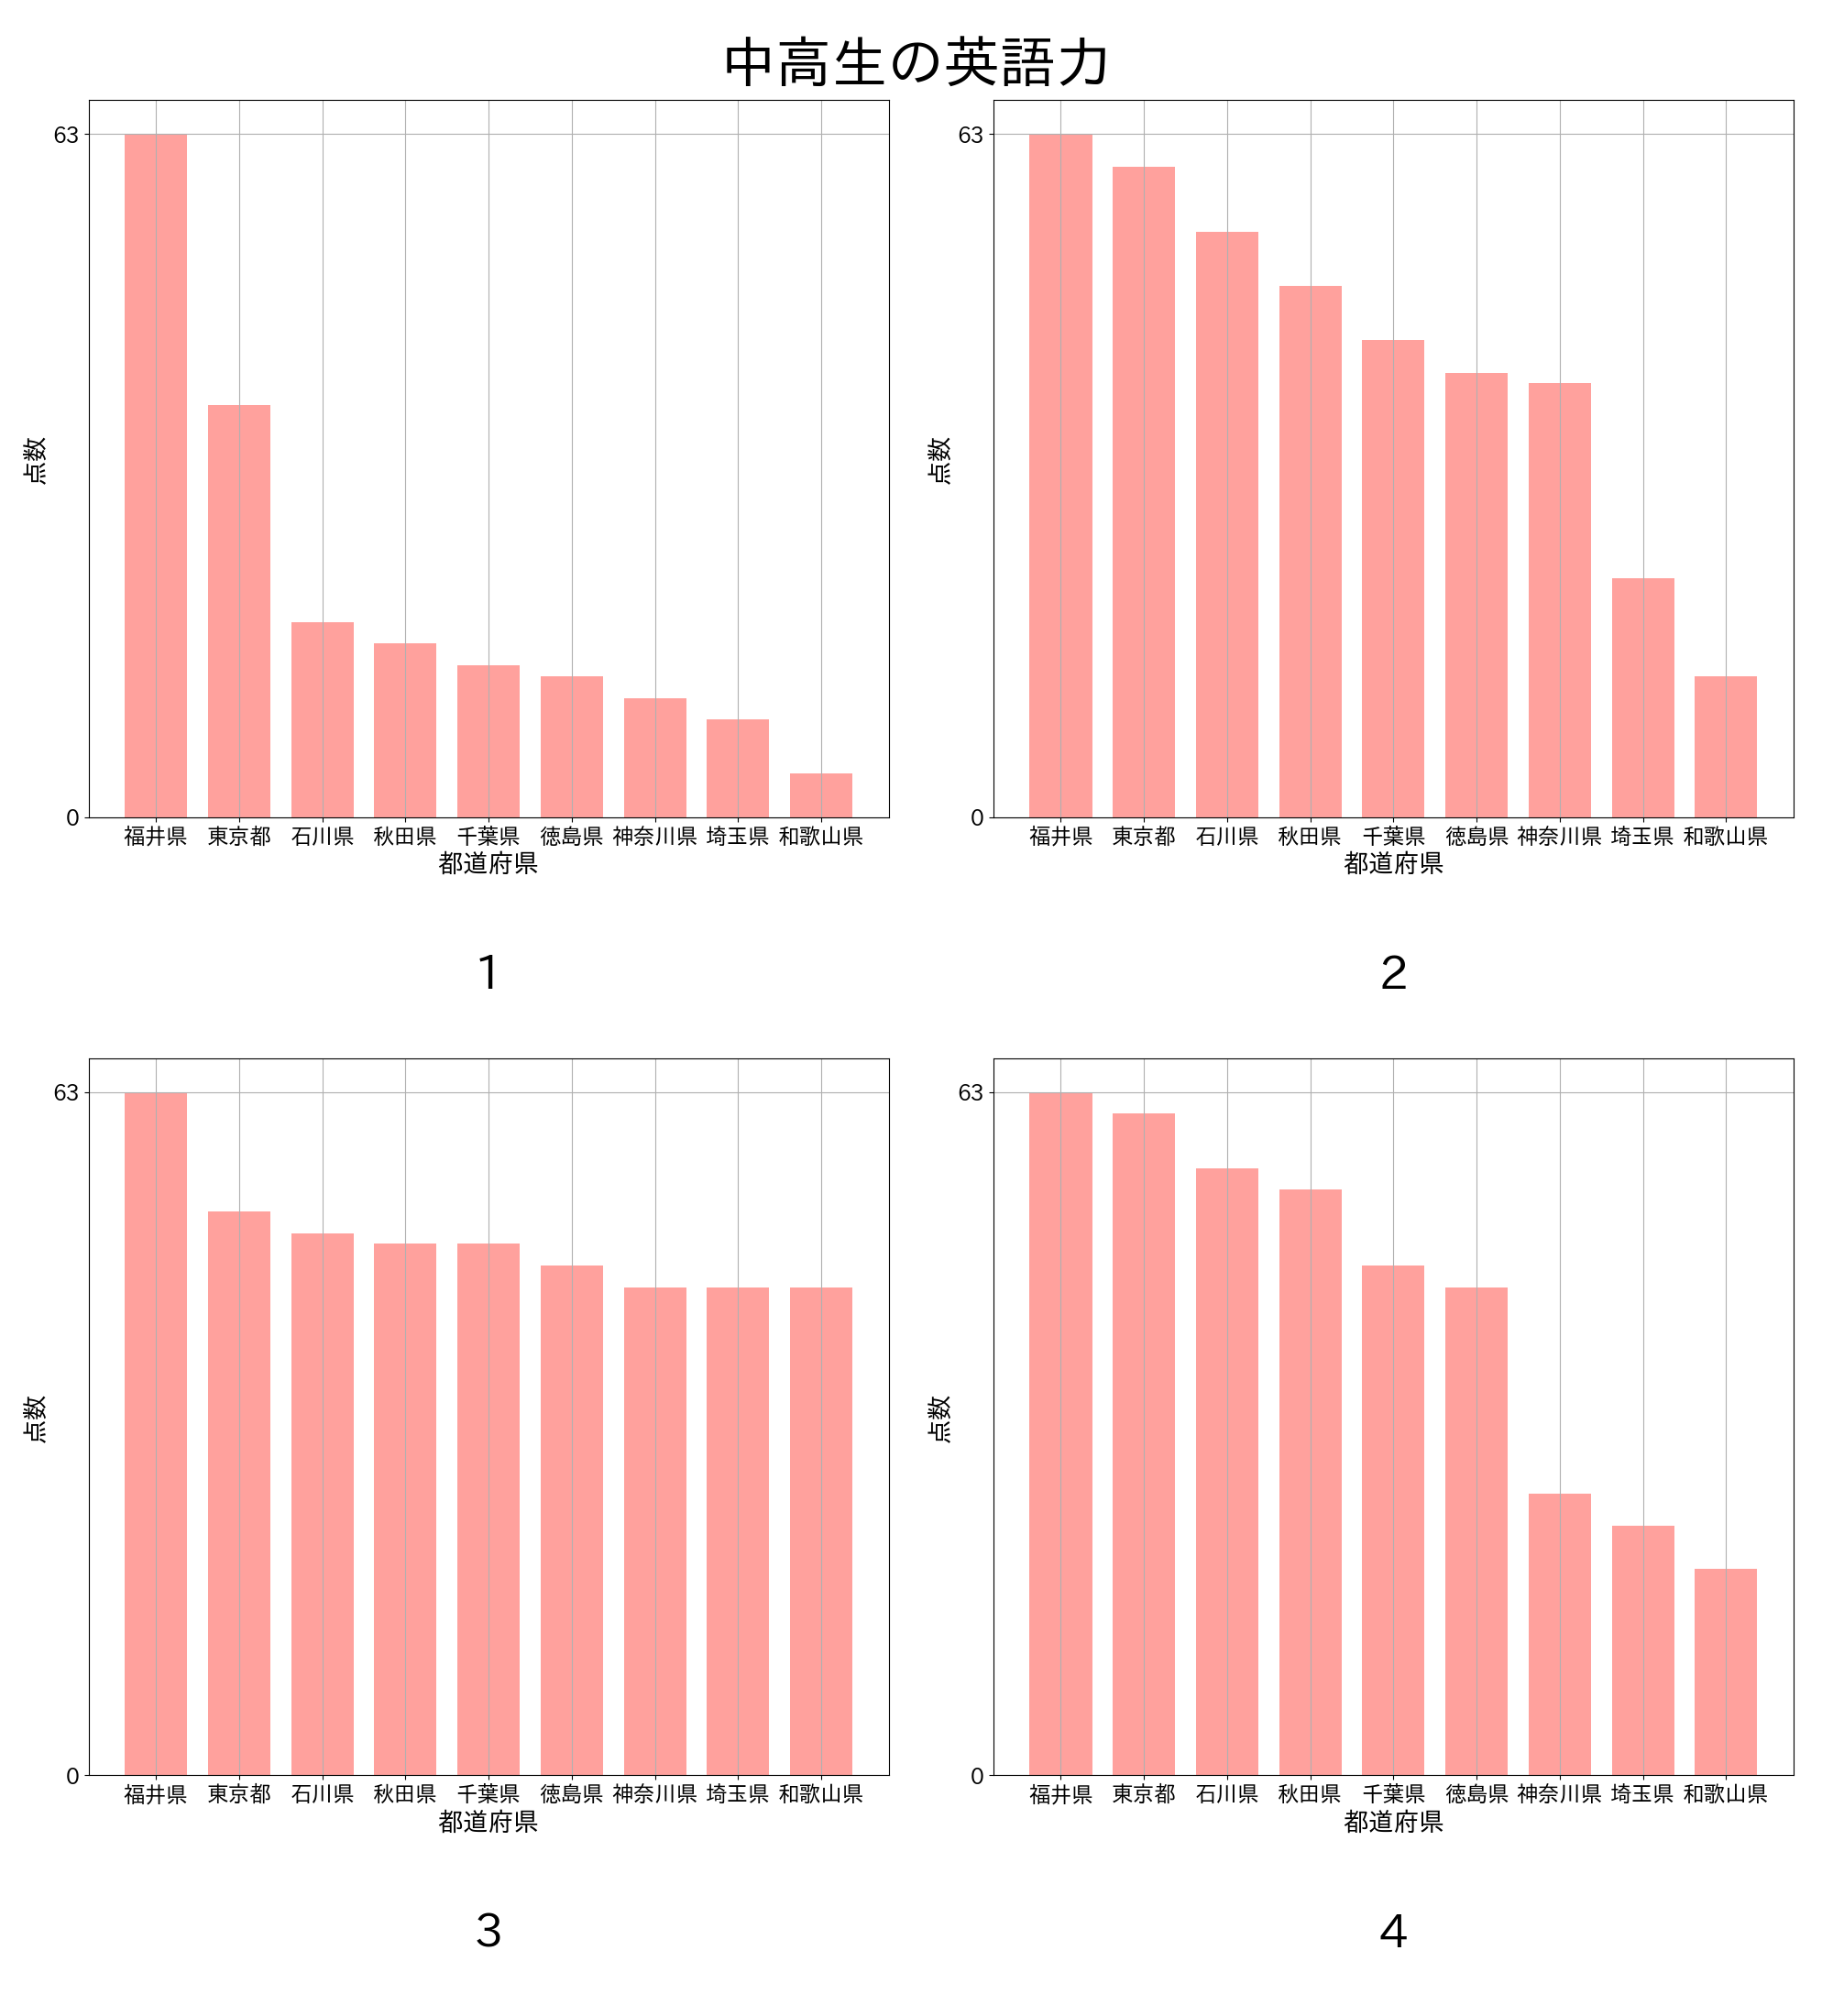 中高生の英語力
63
0
点数
福井県 東京都 石川県 秋田県 千葉県 徳島県 神奈川県 埼玉県 和歌山県
都道府県
1
63
0
点数
福井県 東京都 石川県 秋田県 千葉県 徳島県 神奈川県 埼玉県 和歌山県
都道府県
2
63
0
点数
福井県 東京都 石川県 秋田県 千葉県 徳島県 神奈川県 埼玉県 和歌山県
都道府県
3
63
0
点数
福井県 東京都 石川県 秋田県 千葉県 徳島県 神奈川県 埼玉県 和歌山県
都道府県
4